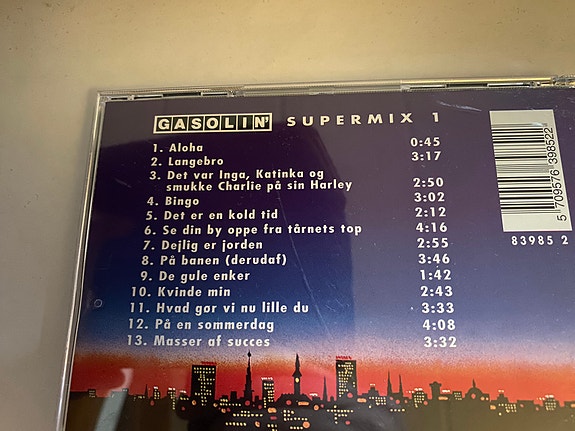 GASOLIN' SUPERMIX 1
1. Aloha 0:45
2. Langebro 3:17
3. Det var Inga, Katinka og
smukke Charlie på sin Harley 2:50
4. Bingo 3:02
5. Det er en kold tid 2:12
6. Se din by oppe fra tårnets top 4:16
7. Dejlig er jorden 2:55
8. På banen (derudaf) 3:46
9. De gule enker 1:42
10. Kvinde min 2:43
11. Hvad gør vi nu lille du 3:33
12. På en sommerdag 4:08
13. Masser af succes 3:32
5 709576 398522
83985 2